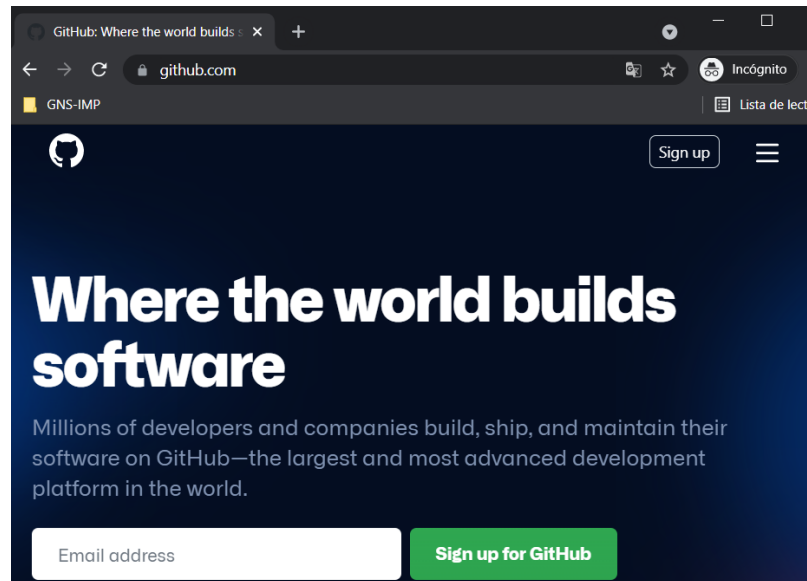 GitHub: Where the world builds s
github.com
Incógnito
GNS-IMP
Lista de lect
Sign up
Where the world builds
software
Millions of developers and companies build, ship, and maintain their
software on GitHub—the largest and most advanced development
platform in the world.
Email address
Sign up for GitHub